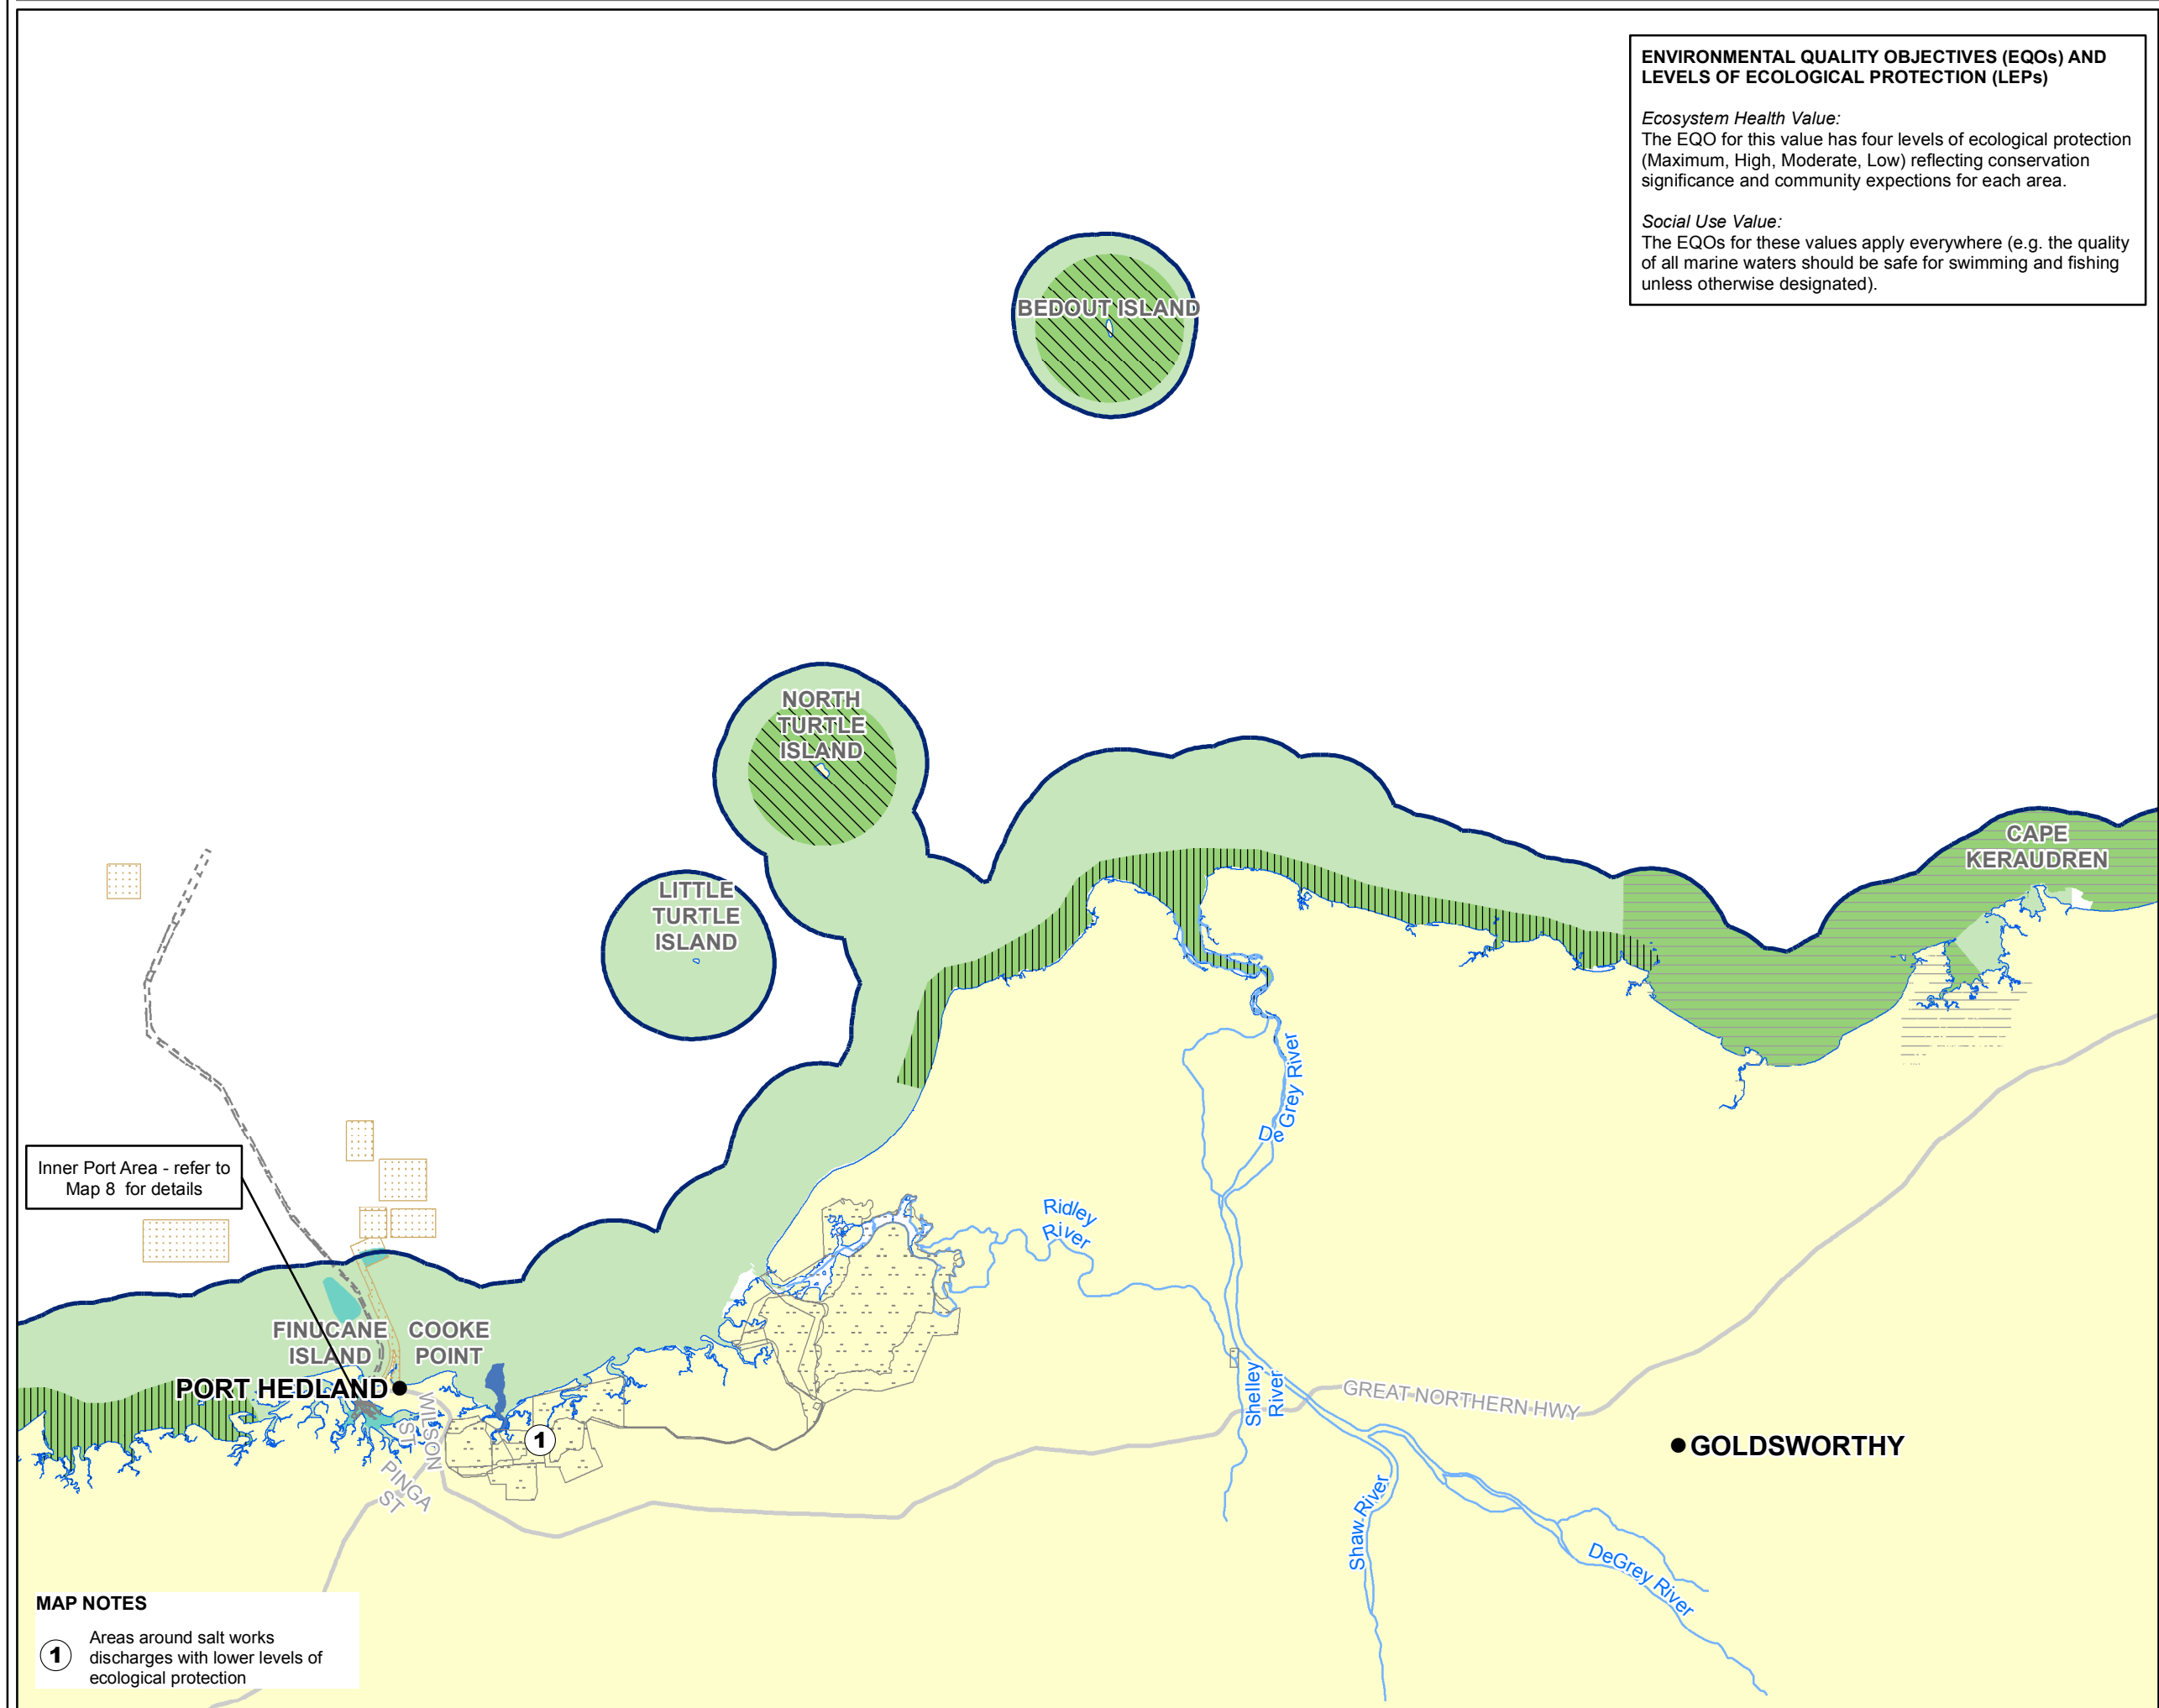 ENVIRONMENTAL QUALITY OBJECTIVES (EQOs) AND
LEVELS OF ECOLOGICAL PROTECTION (LEPs)
Ecosystem Health Value:
The EQO for this value has four levels of ecological protection
(Maximum, High, Moderate, Low) reflecting conservation
significance and community expections for each area.
Social Use Value:
The EQOs for these values apply everywhere (e.g. the quality
of all marine waters should be safe for swimming and fishing
unless otherwise designated).
BEDOUT ISLAND
NORTH
TURTLE
ISLAND
CAPE
KERAUDREN
LITTLE
TURTLE
ISLAND
De Grey River
Inner Port Area - refer to
Map 8 for details
Ridley
River
FINUCANE
ISLAND
COOKE
POINT
PORT HEDLAND
WILSON
ST
PINGA
ST
1
Shelley
River
GREAT NORTHERN HWY
GOLDSWORTHY
Shaw River
DeGrey River
MAP NOTES
1
Areas around salt works
discharges with lower levels of
ecological protection